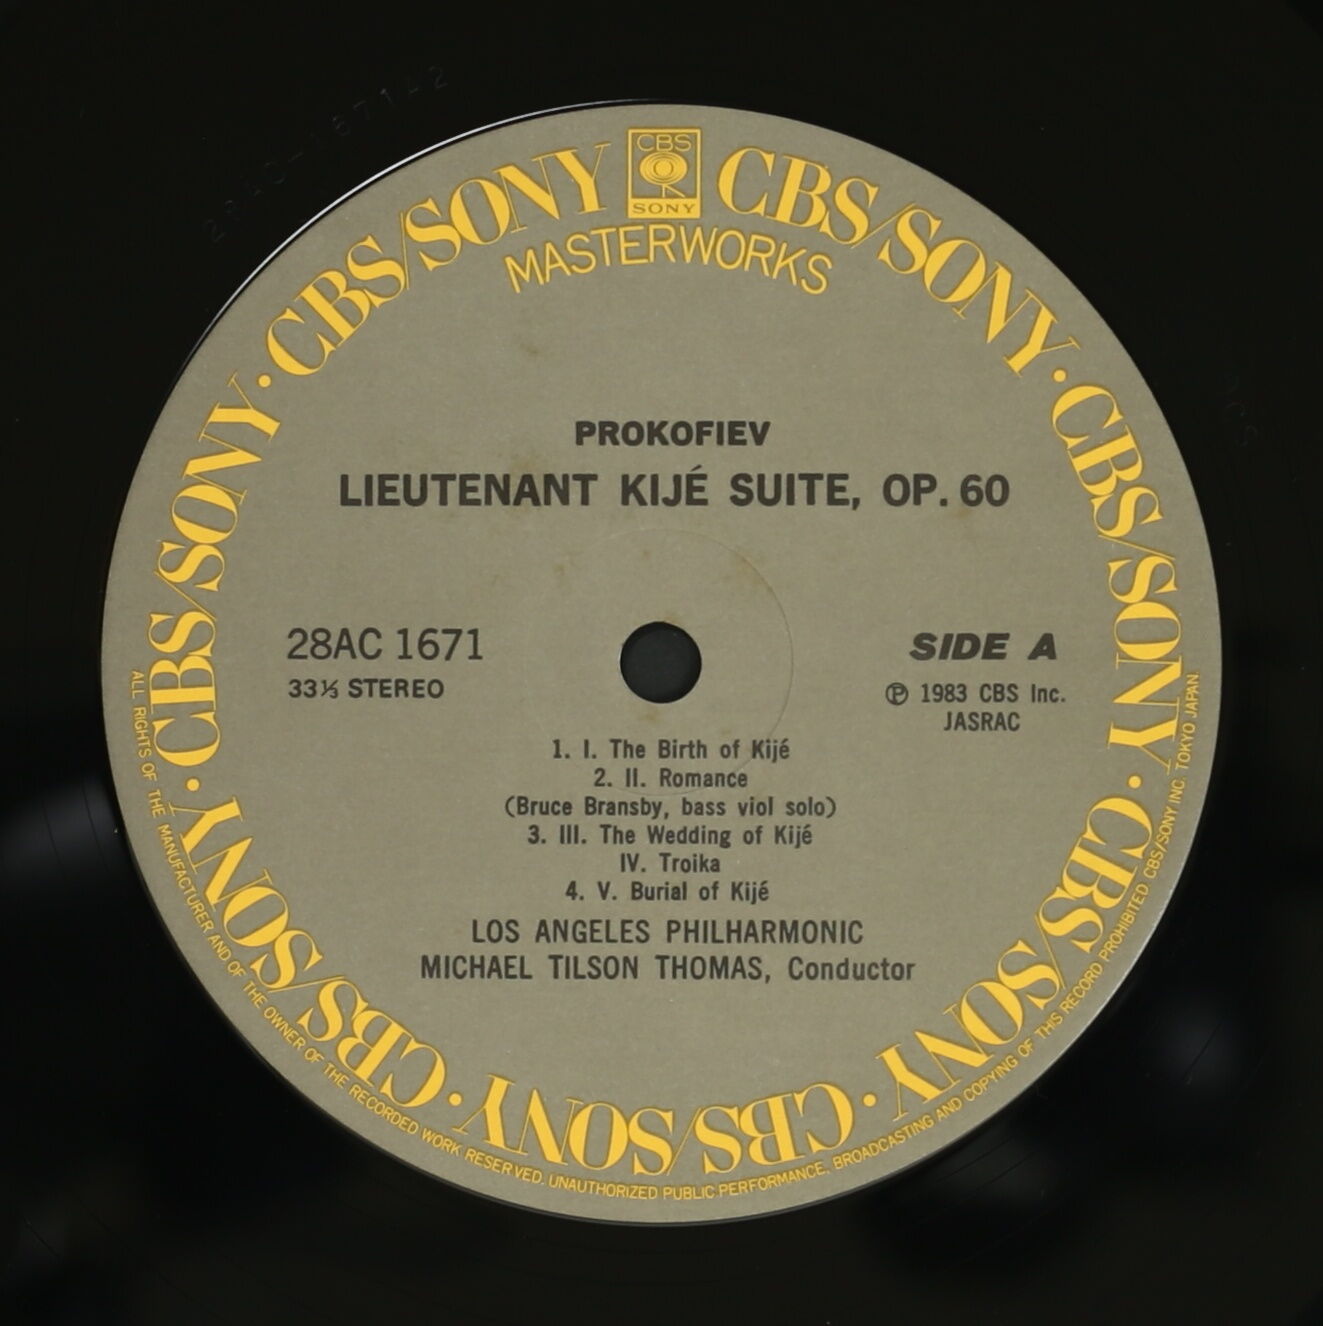 CBS
SONY
CBS/SONY · CBS/SONY · CBS/SONY · CBS/SONY · CBS/SONY · CBS/SONY · CBS/SONY · CBS/SONY
MASTERWORKS
PROKOFIEV
LIEUTENANT KIJÉ SUITE, OP. 60
28AC 1671
33⅓ STEREO
SIDE A
Ⓟ 1983 CBS Inc.
JASRAC
1. I. The Birth of Kijé
2. II. Romance
(Bruce Bransby, bass viol solo)
3. III. The Wedding of Kijé
IV. Troika
4. V. Burial of Kijé
LOS ANGELES PHILHARMONIC
MICHAEL TILSON THOMAS, Conductor
ALL RIGHTS OF THE MANUFACTURER AND OF THE OWNER OF THE RECORDED WORK RESERVED. UNAUTHORIZED PUBLIC PERFORMANCE, BROADCASTING AND COPYING OF THIS RECORD PROHIBITED CBS/SONY INC. TOKYO JAPAN